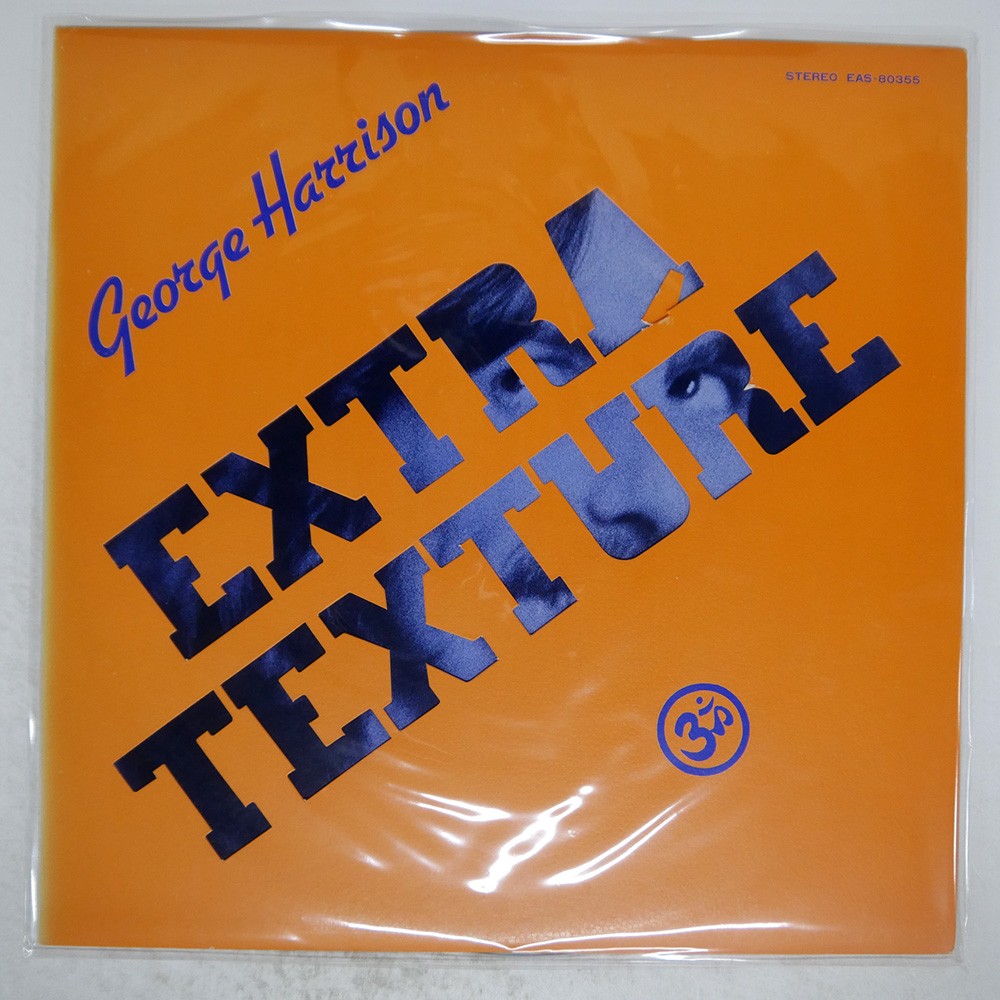 STEREO EAS-80355
George Harrison
EXTRA
TEXTURE
ॐ